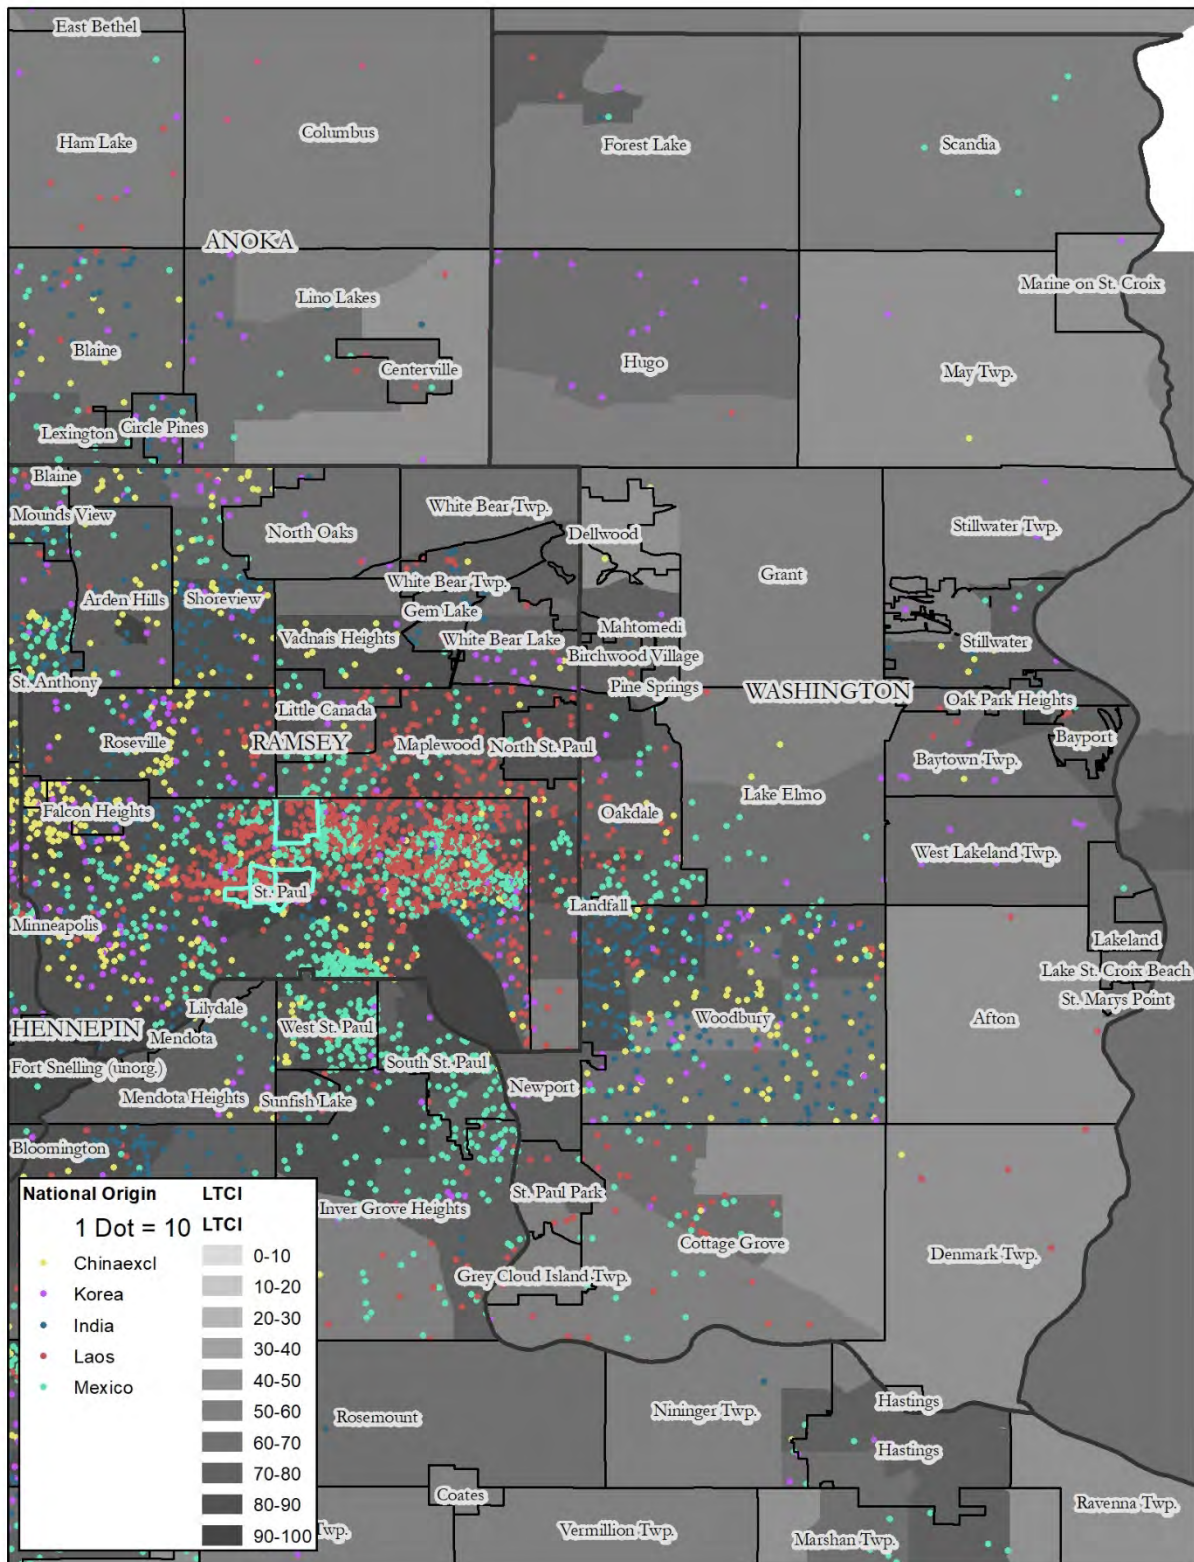 East Bethel
Ham Lake
Columbus
Forest Lake
Scandia
ANOKA
Marine on St. Croix
Lino Lakes
Blaine
Centerville
Hugo
May Twp.
Lexington
Circle Pines
Blaine
Mounds View
North Oaks
White Bear Twp.
Dellwood
Stillwater Twp.
Grant
Arden Hills
Shoreview
White Bear Twp.
Gem Lake
Vadnais Heights
White Bear Lake
Mahtomedi
Birchwood Village
Stillwater
St. Anthony
Pine Springs
WASHINGTON
Oak Park Heights
Little Canada
Roseville
RAMSEY
Maplewood
North St. Paul
Bayport
Baytown Twp.
Falcon Heights
Oakdale
Lake Elmo
West Lakeland Twp.
St. Paul
Landfall
Minneapolis
Lakeland
Lake St. Croix Beach
St. Marys Point
Lilydale
Woodbury
Afton
HENNEPIN
Mendota
West St. Paul
South St. Paul
Fort Snelling (unorg.)
Newport
Mendota Heights
Sunfish Lake
Bloomington
St. Paul Park
Inver Grove Heights
Cottage Grove
Denmark Twp.
Grey Cloud Island Twp.
National Origin
1 Dot = 10
Chinaexcl
Korea
India
Laos
Mexico
LTCI
LTCI
0-10
10-20
20-30
30-40
40-50
50-60
60-70
70-80
80-90
90-100
Rosemount
Nininger Twp.
Hastings
Hastings
Coates
Twp.
Vermillion Twp.
Marshan Twp.
Ravenna Twp.